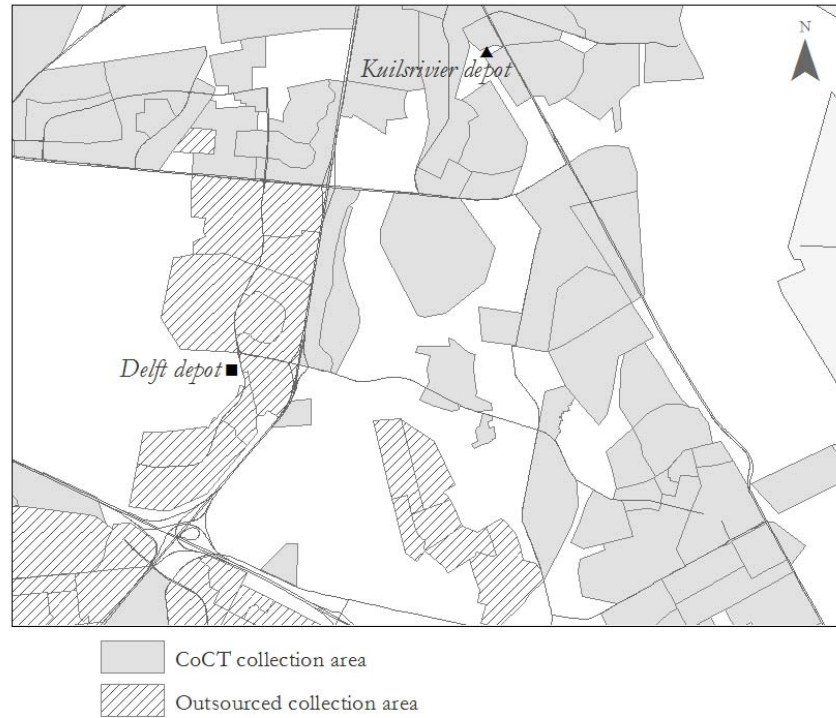 N
Kuilsrivier depot
Delft depot
CoCT collection area
Outsourced collection area